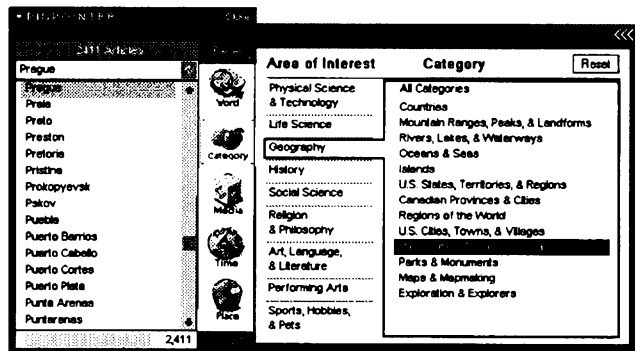 PINPOINTER
Close
2411 Articles
Prague
Prague
Praia
Prato
Preston
Pretoria
Pristina
Prokopyevsk
Pskov
Puebla
Puerto Barrios
Puerto Cabello
Puerto Cortes
Puerto Plata
Punta Arenas
Puntarenas
2,411
Word
Category
Media
Time
Place
Area of Interest
Physical Science
& Technology
Life Science
Geography
History
Social Science
Religion
& Philosophy
Art, Language,
& Literature
Performing Arts
Sports, Hobbies,
& Pets
Category
Reset
All Categories
Countries
Mountain Ranges, Peaks, & Landforms
Rivers, Lakes, & Waterways
Oceans & Seas
Islands
U.S. States, Territories, & Regions
Canadian Provinces & Cities
Regions of the World
U.S. Cities, Towns, & Villages
Parks & Monuments
Maps & Mapmaking
Exploration & Explorers